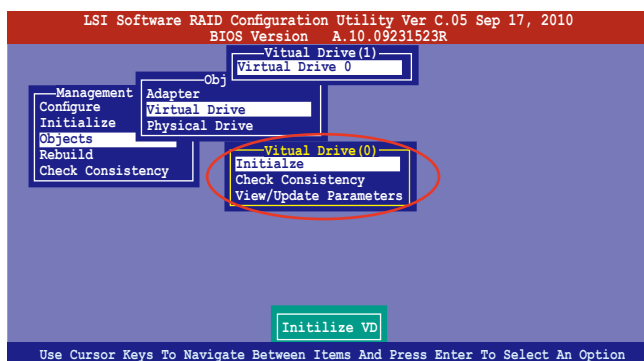 LSI Software RAID Configuration Utility Ver C.05 Sep 17, 2010
BIOS Version A.10.09231523R
Vitual Drive(1)
Virtual Drive 0
Obj
Adapter
Virtual Drive
Physical Drive
Management
Configure
Initialize
Objects
Rebuild
Check Consistency
Vitual Drive(0)
Initialze
Check Consistency
View/Update Parameters
Initilize VD
Use Cursor Keys To Navigate Between Items And Press Enter To Select An Option